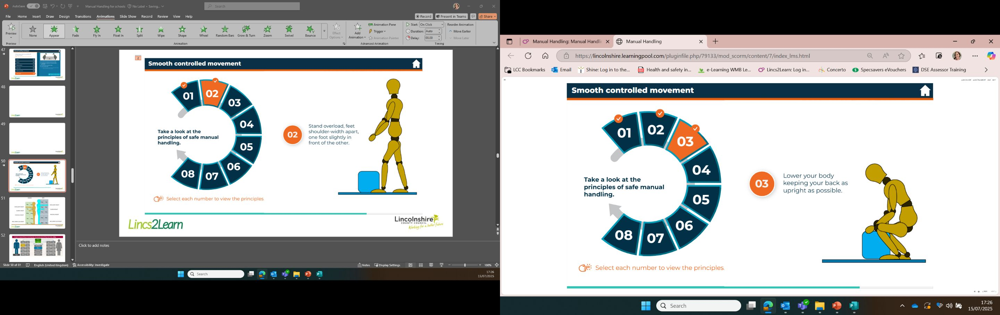 AutoSave
Manual Handling for schools
No Label • Saving...
Search
File
Home
Insert
Draw
Design
Transitions
Animations
Slide Show
Record
Review
View
Help
Record
Present in Teams
Share
Preview
None
Appear
Fade
Fly In
Float In
Split
Wipe
Shape
Wheel
Random Bars
Grow & Turn
Zoom
Swivel
Bounce
Effect
Options
Add
Animation
Animation Pane
Trigger
Animation Painter
Start: On Click
Duration: Auto
Delay: 00.00
Reorder Animation
Move Earlier
Move Later
Preview
Animation
Advanced Animation
Timing
47
48
49
50
51
52
2
Smooth controlled movement
01
02
03
04
05
06
07
08
Take a look at the
principles of safe manual
handling.
02
Stand overload, feet
shoulder-width apart,
one foot slightly in
front of the other.
Select each number to view the principles
Lincs2Learn
Lincolnshire
COUNTY COUNCIL
Working for a better future
Click to add notes
Slide 50 of 81
English (United Kingdom)
Accessibility: Investigate
Notes
Display Settings
100%
Search
17:26
15/07/2025
Manual Handling: Manual Handli
Manual Handling
https://lincolnshire.learningpool.com/pluginfile.php/79133/mod_scorm/content/7/index_lms.html
LCC Bookmarks
Email
Shine: Log in to the...
Health and safety in...
e-Learning WMB Le...
Lincs2Learn: Log in...
Concerto
Specsavers eVouchers
DSE Assessor Training
Smooth controlled movement
01
02
03
04
05
06
07
08
Take a look at the
principles of safe manual
handling.
03
Lower your body
keeping your back as
upright as possible.
Select each number to view the principles.
Search
17:26
15/07/2025